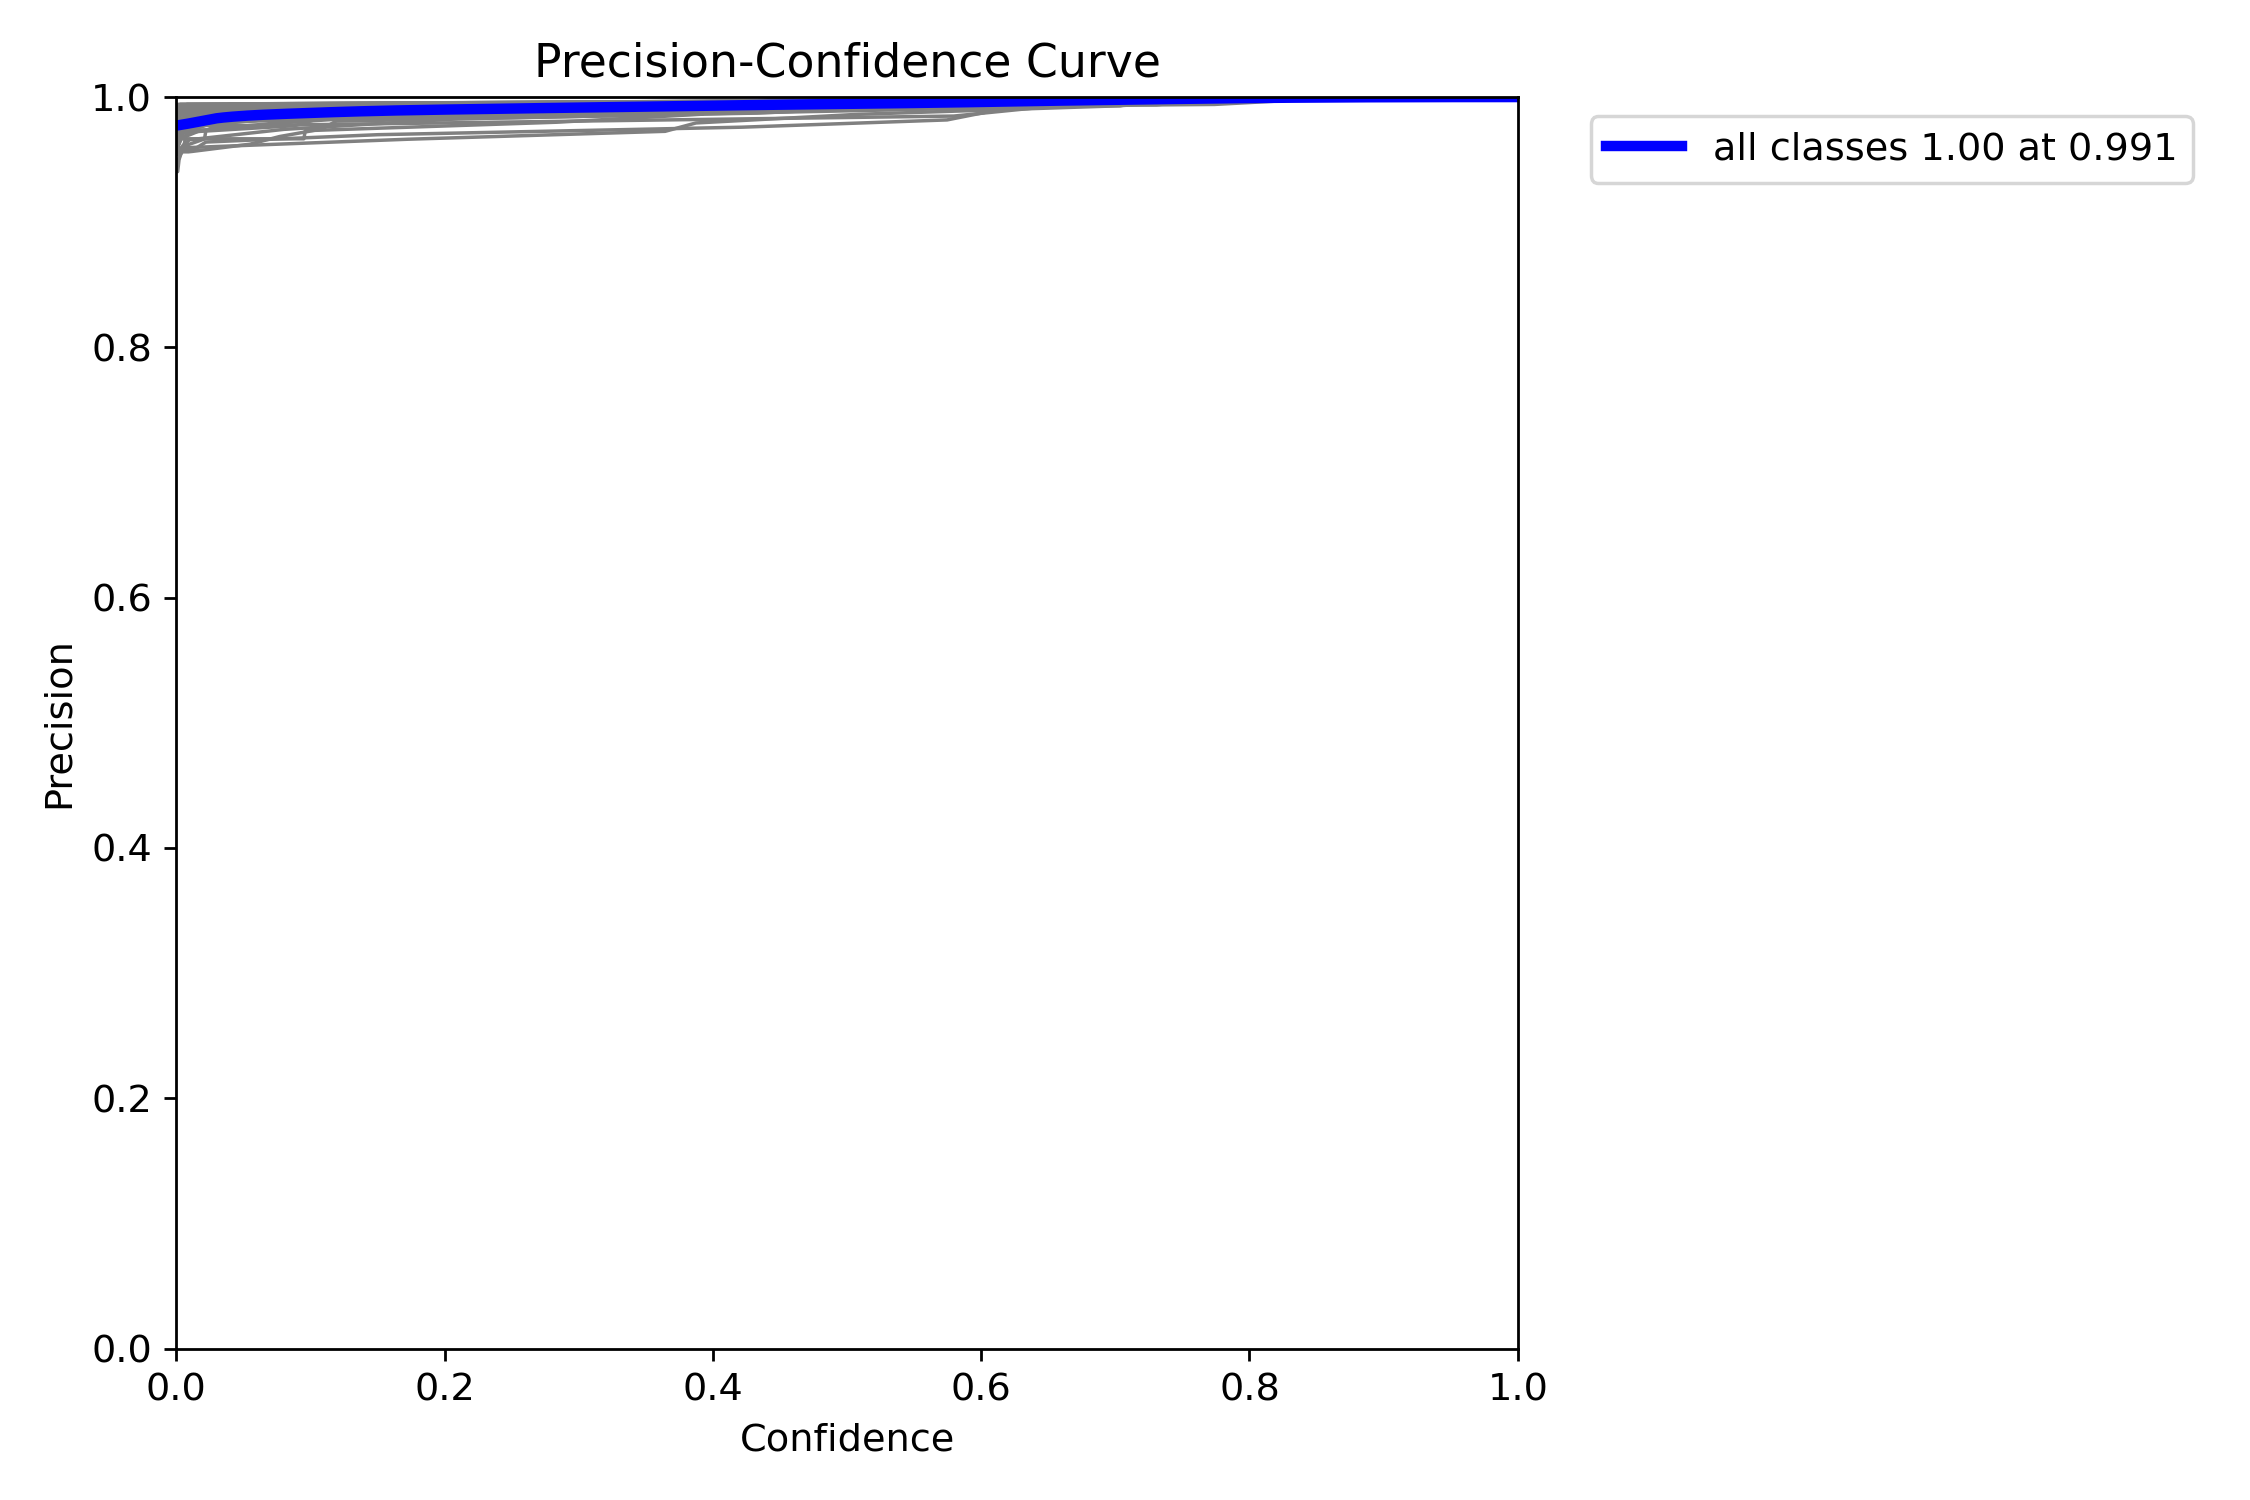 Precision-Confidence Curve
1.0
0.8
0.6
0.4
0.2
0.0
Precision
0.0 0.2 0.4 0.6 0.8 1.0
Confidence
all classes 1.00 at 0.991